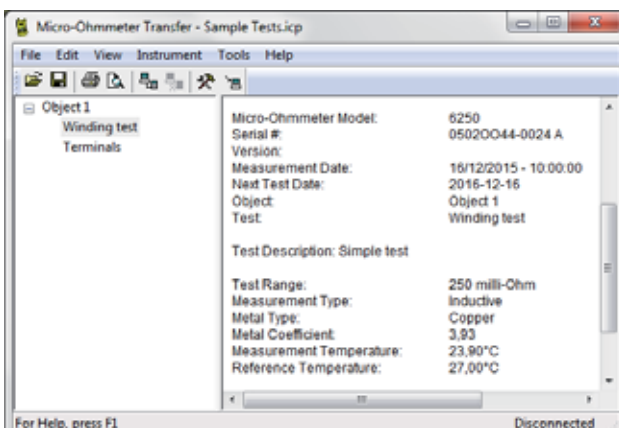 Micro-Ohmmeter Transfer - Sample Tests.icp
File Edit View Instrument Tools Help
Object 1
Winding test
Terminals
Micro-Ohmmeter Model: 6250
Serial #: 0502OO44-0024 A
Version:
Measurement Date: 16/12/2015 - 10:00:00
Next Test Date: 2016-12-16
Object: Object 1
Test: Winding test
Test Description: Simple test
Test Range: 250 milli-Ohm
Measurement Type: Inductive
Metal Type: Copper
Metal Coefficient: 3,93
Measurement Temperature: 23,90°C
Reference Temperature: 27,00°C
For Help, press F1 Disconnected